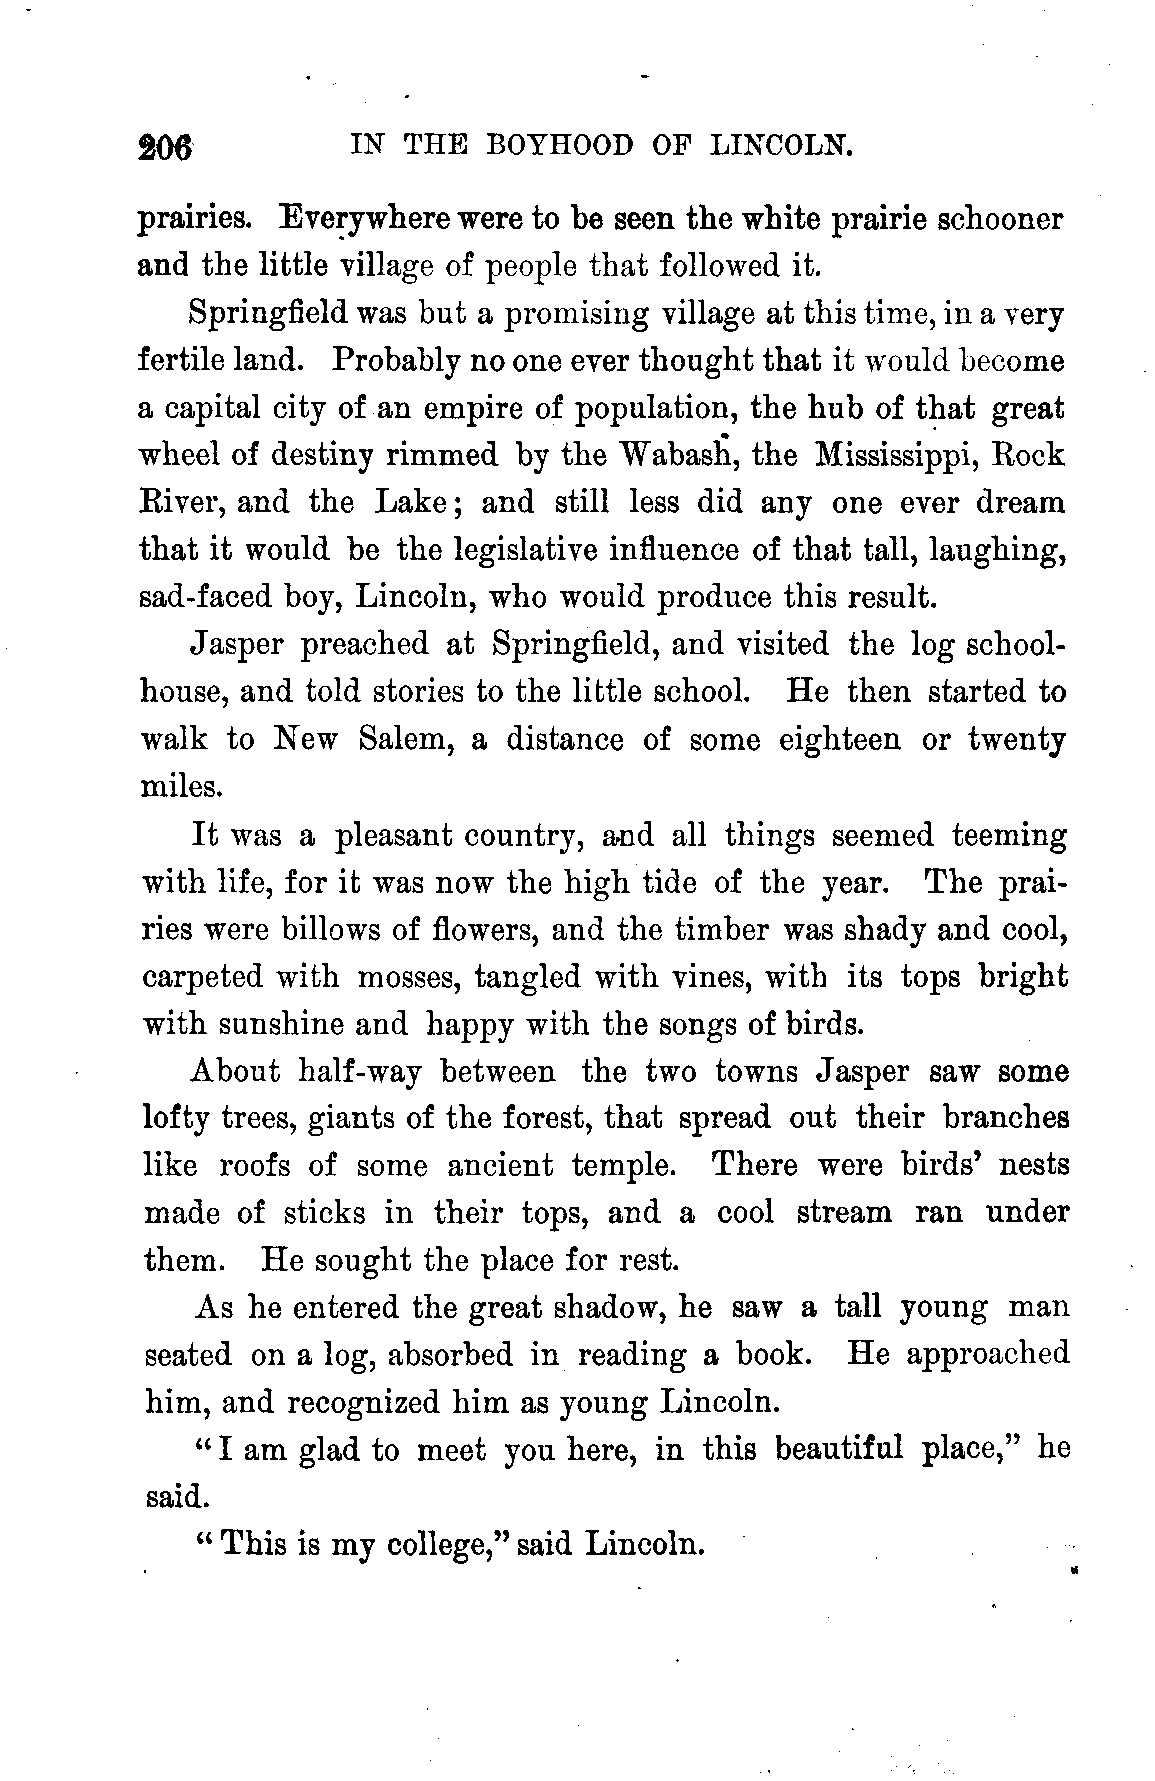 206 IN THE BOYHOOD OF LINCOLN.
prairies. Everywhere were to be seen the white prairie schooner
and the little village of people that followed it.
Springfield was but a promising village at this time, in a very
fertile land. Probably no one ever thought that it would become
a capital city of an empire of population, the hub of that great
wheel of destiny rimmed by the Wabash, the Mississippi, Rock
River, and the Lake; and still less did any one ever dream
that it would be the legislative influence of that tall, laughing,
sad-faced boy, Lincoln, who would produce this result.
Jasper preached at Springfield, and visited the log school-
house, and told stories to the little school. He then started to
walk to New Salem, a distance of some eighteen or twenty
miles.
It was a pleasant country, and all things seemed teeming
with life, for it was now the high tide of the year. The prai-
ries were billows of flowers, and the timber was shady and cool,
carpeted with mosses, tangled with vines, with its tops bright
with sunshine and happy with the songs of birds.
About half-way between the two towns Jasper saw some
lofty trees, giants of the forest, that spread out their branches
like roofs of some ancient temple. There were birds' nests
made of sticks in their tops, and a cool stream ran under
them. He sought the place for rest.
As he entered the great shadow, he saw a tall young man
seated on a log, absorbed in reading a book. He approached
him, and recognized him as young Lincoln.
"I am glad to meet you here, in this beautiful place," he
said.
"This is my college," said Lincoln.